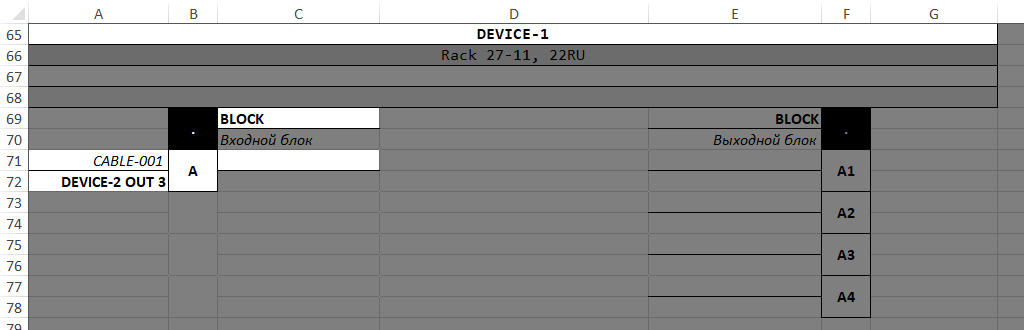 A B C D E F G
65 DEVICE-1
66 Rack 27-11, 22RU
67
68
69 BLOCK BLOCK
70 . Входной блок Выходной блок .
71 CABLE-001
A A1
72 DEVICE-2 OUT 3
73
A2
74
75
A3
76
77
A4
78
79